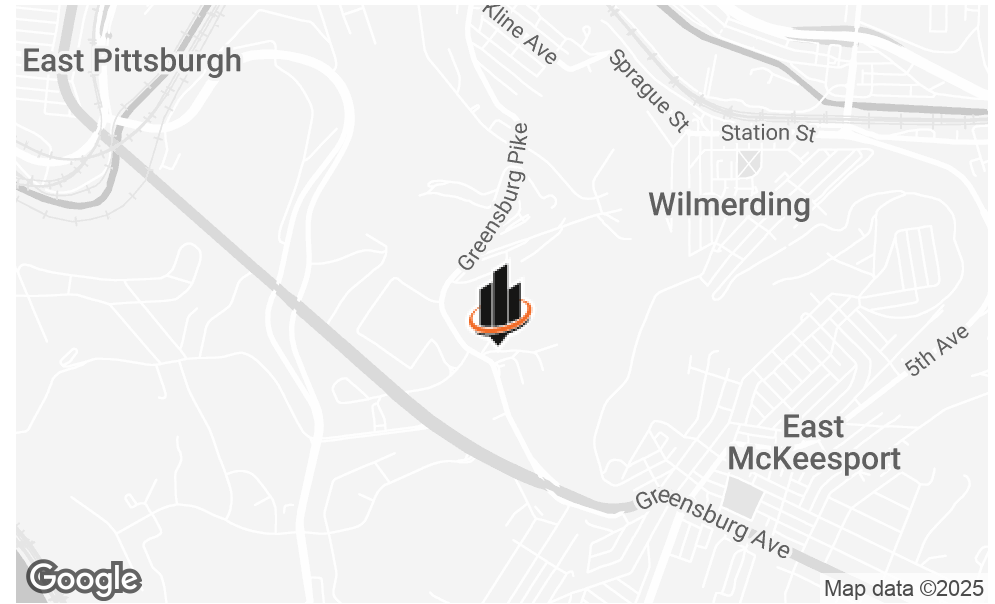 East Pittsburgh
Kline Ave
Sprague St
Station St
Greensburg Pike
Wilmerding
5th Ave
East
McKeesport
Greensburg Ave
Google
Map data ©2025